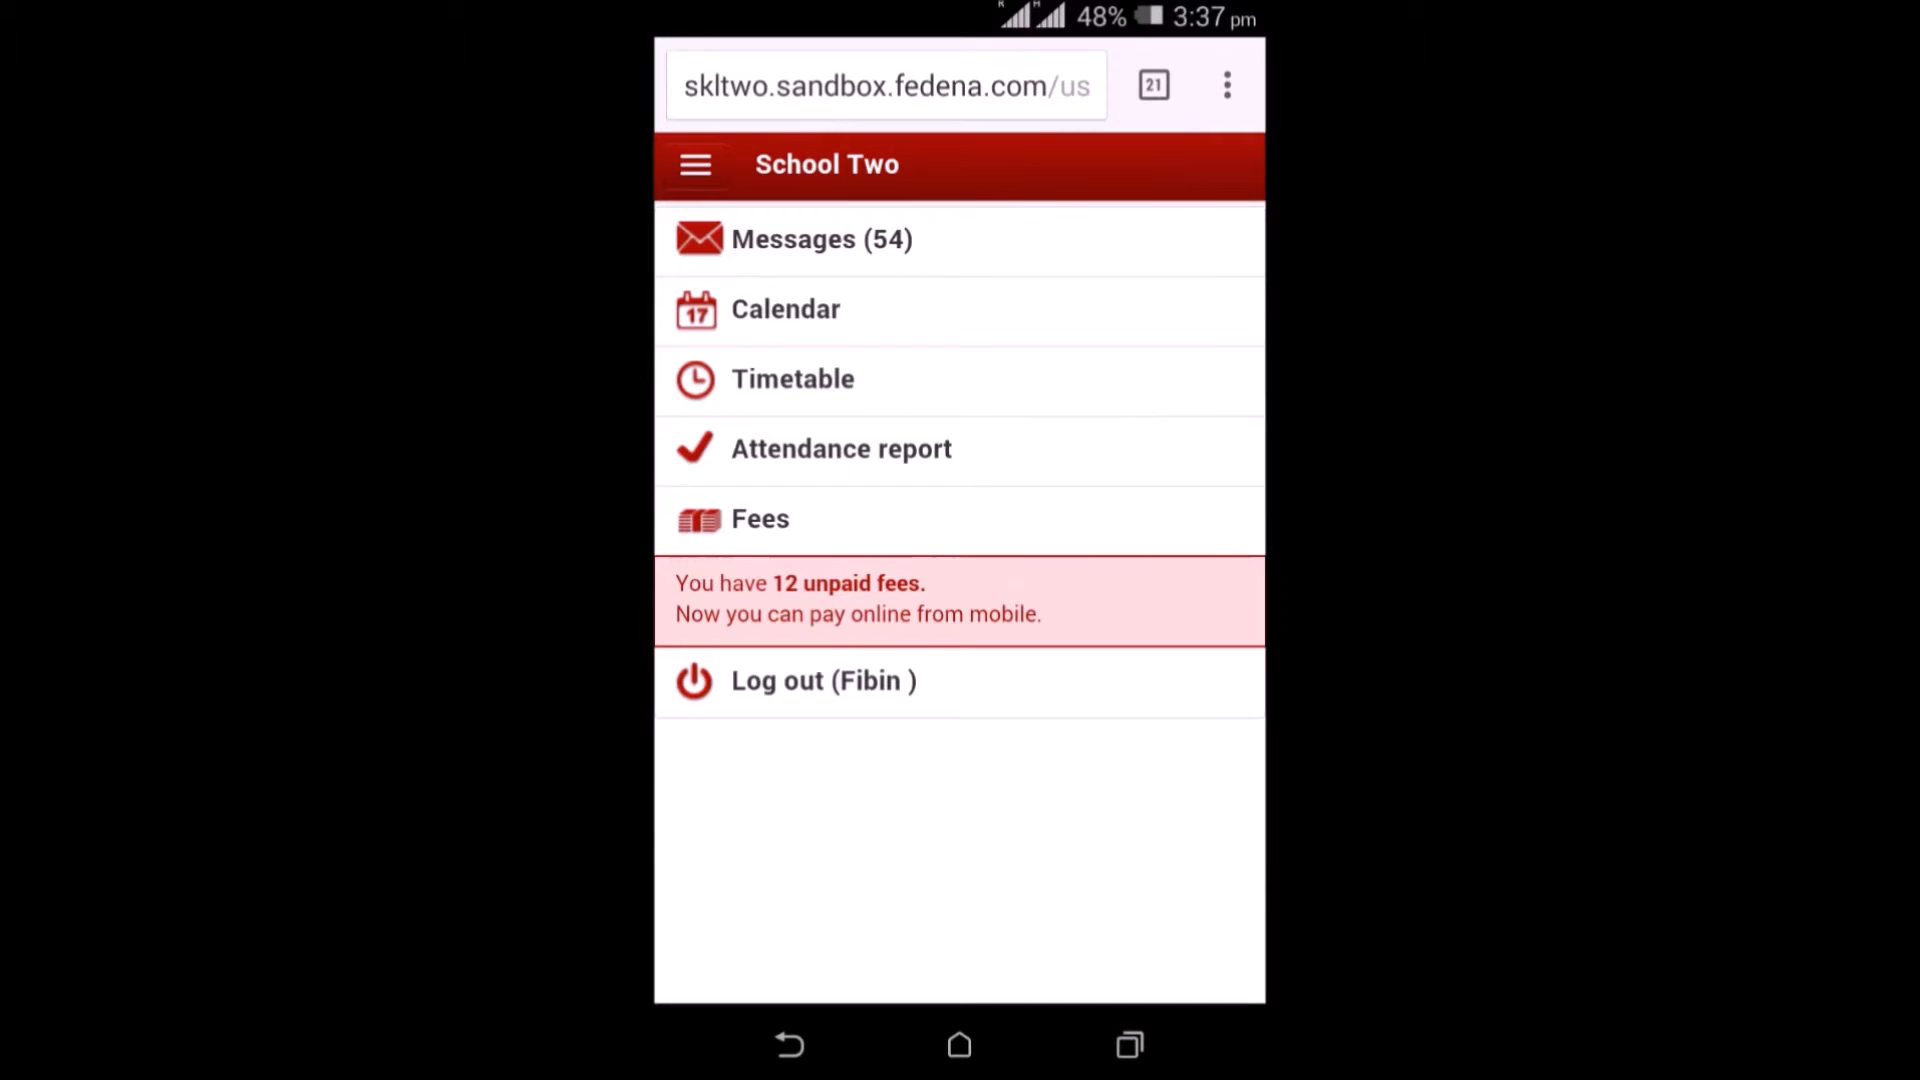 48% 3:37 pm
skltwo.sandbox.fedena.com/us
21
School Two
Messages (54)
17
Calendar
Timetable
Attendance report
Fees
You have 12 unpaid fees.
Now you can pay online from mobile.
Log out (Fibin )